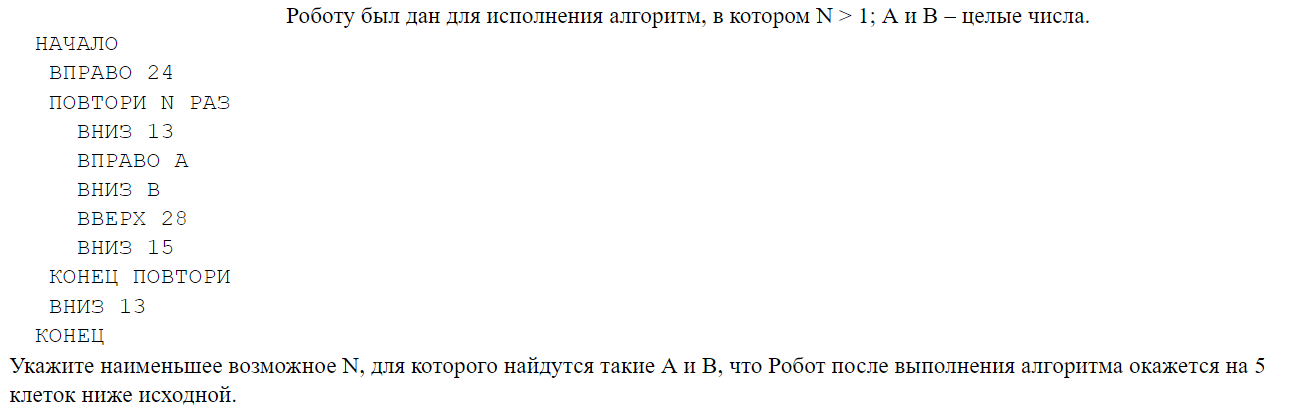 Роботу был дан для исполнения алгоритм, в котором N > 1; А и В – целые числа.
НАЧАЛО
ВПРАВО 24
ПОВТОРИ N РАЗ
ВНИЗ 13
ВПРАВО А
ВНИЗ В
ВВЕРХ 28
ВНИЗ 15
КОНЕЦ ПОВТОРИ
ВНИЗ 13
КОНЕЦ
Укажите наименьшее возможное N, для которого найдутся такие А и В, что Робот после выполнения алгоритма окажется на 5
клеток ниже исходной.